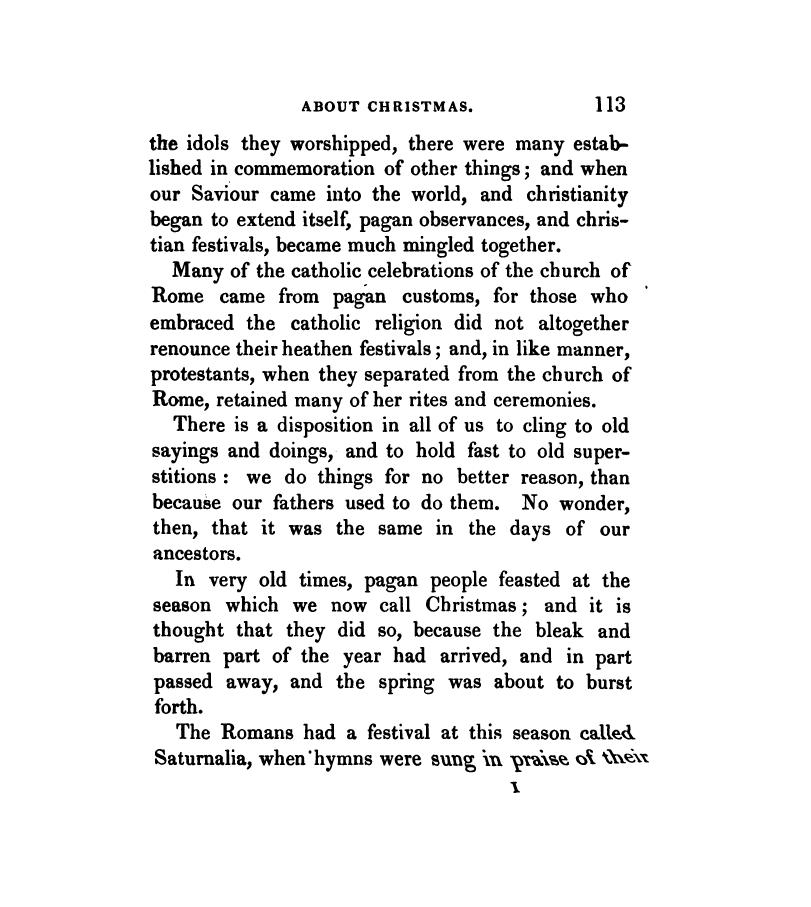 ABOUT CHRISTMAS. 113
the idols they worshipped, there were many estab-
lished in commemoration of other things; and when
our Saviour came into the world, and christianity
began to extend itself, pagan observances, and chris-
tian festivals, became much mingled together.
Many of the catholic celebrations of the church of
Rome came from pagan customs, for those who
embraced the catholic religion did not altogether
renounce their heathen festivals; and, in like manner,
protestants, when they separated from the church of
Rome, retained many of her rites and ceremonies.
There is a disposition in all of us to cling to old
sayings and doings, and to hold fast to old super-
stitions: we do things for no better reason, than
because our fathers used to do them. No wonder,
then, that it was the same in the days of our
ancestors.
In very old times, pagan people feasted at the
season which we now call Christmas; and it is
thought that they did so, because the bleak and
barren part of the year had arrived, and in part
passed away, and the spring was about to burst
forth.
The Romans had a festival at this season called
Saturnalia, when hymns were sung in praise of their
I